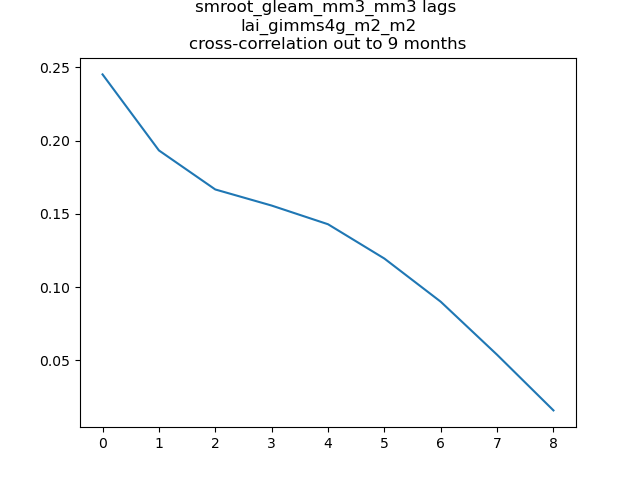 smroot_gleam_mm3_mm3 lags
lai_gimms4g_m2_m2
cross-correlation out to 9 months
0.25
0.20
0.15
0.10
0.05
0 1 2 3 4 5 6 7 8